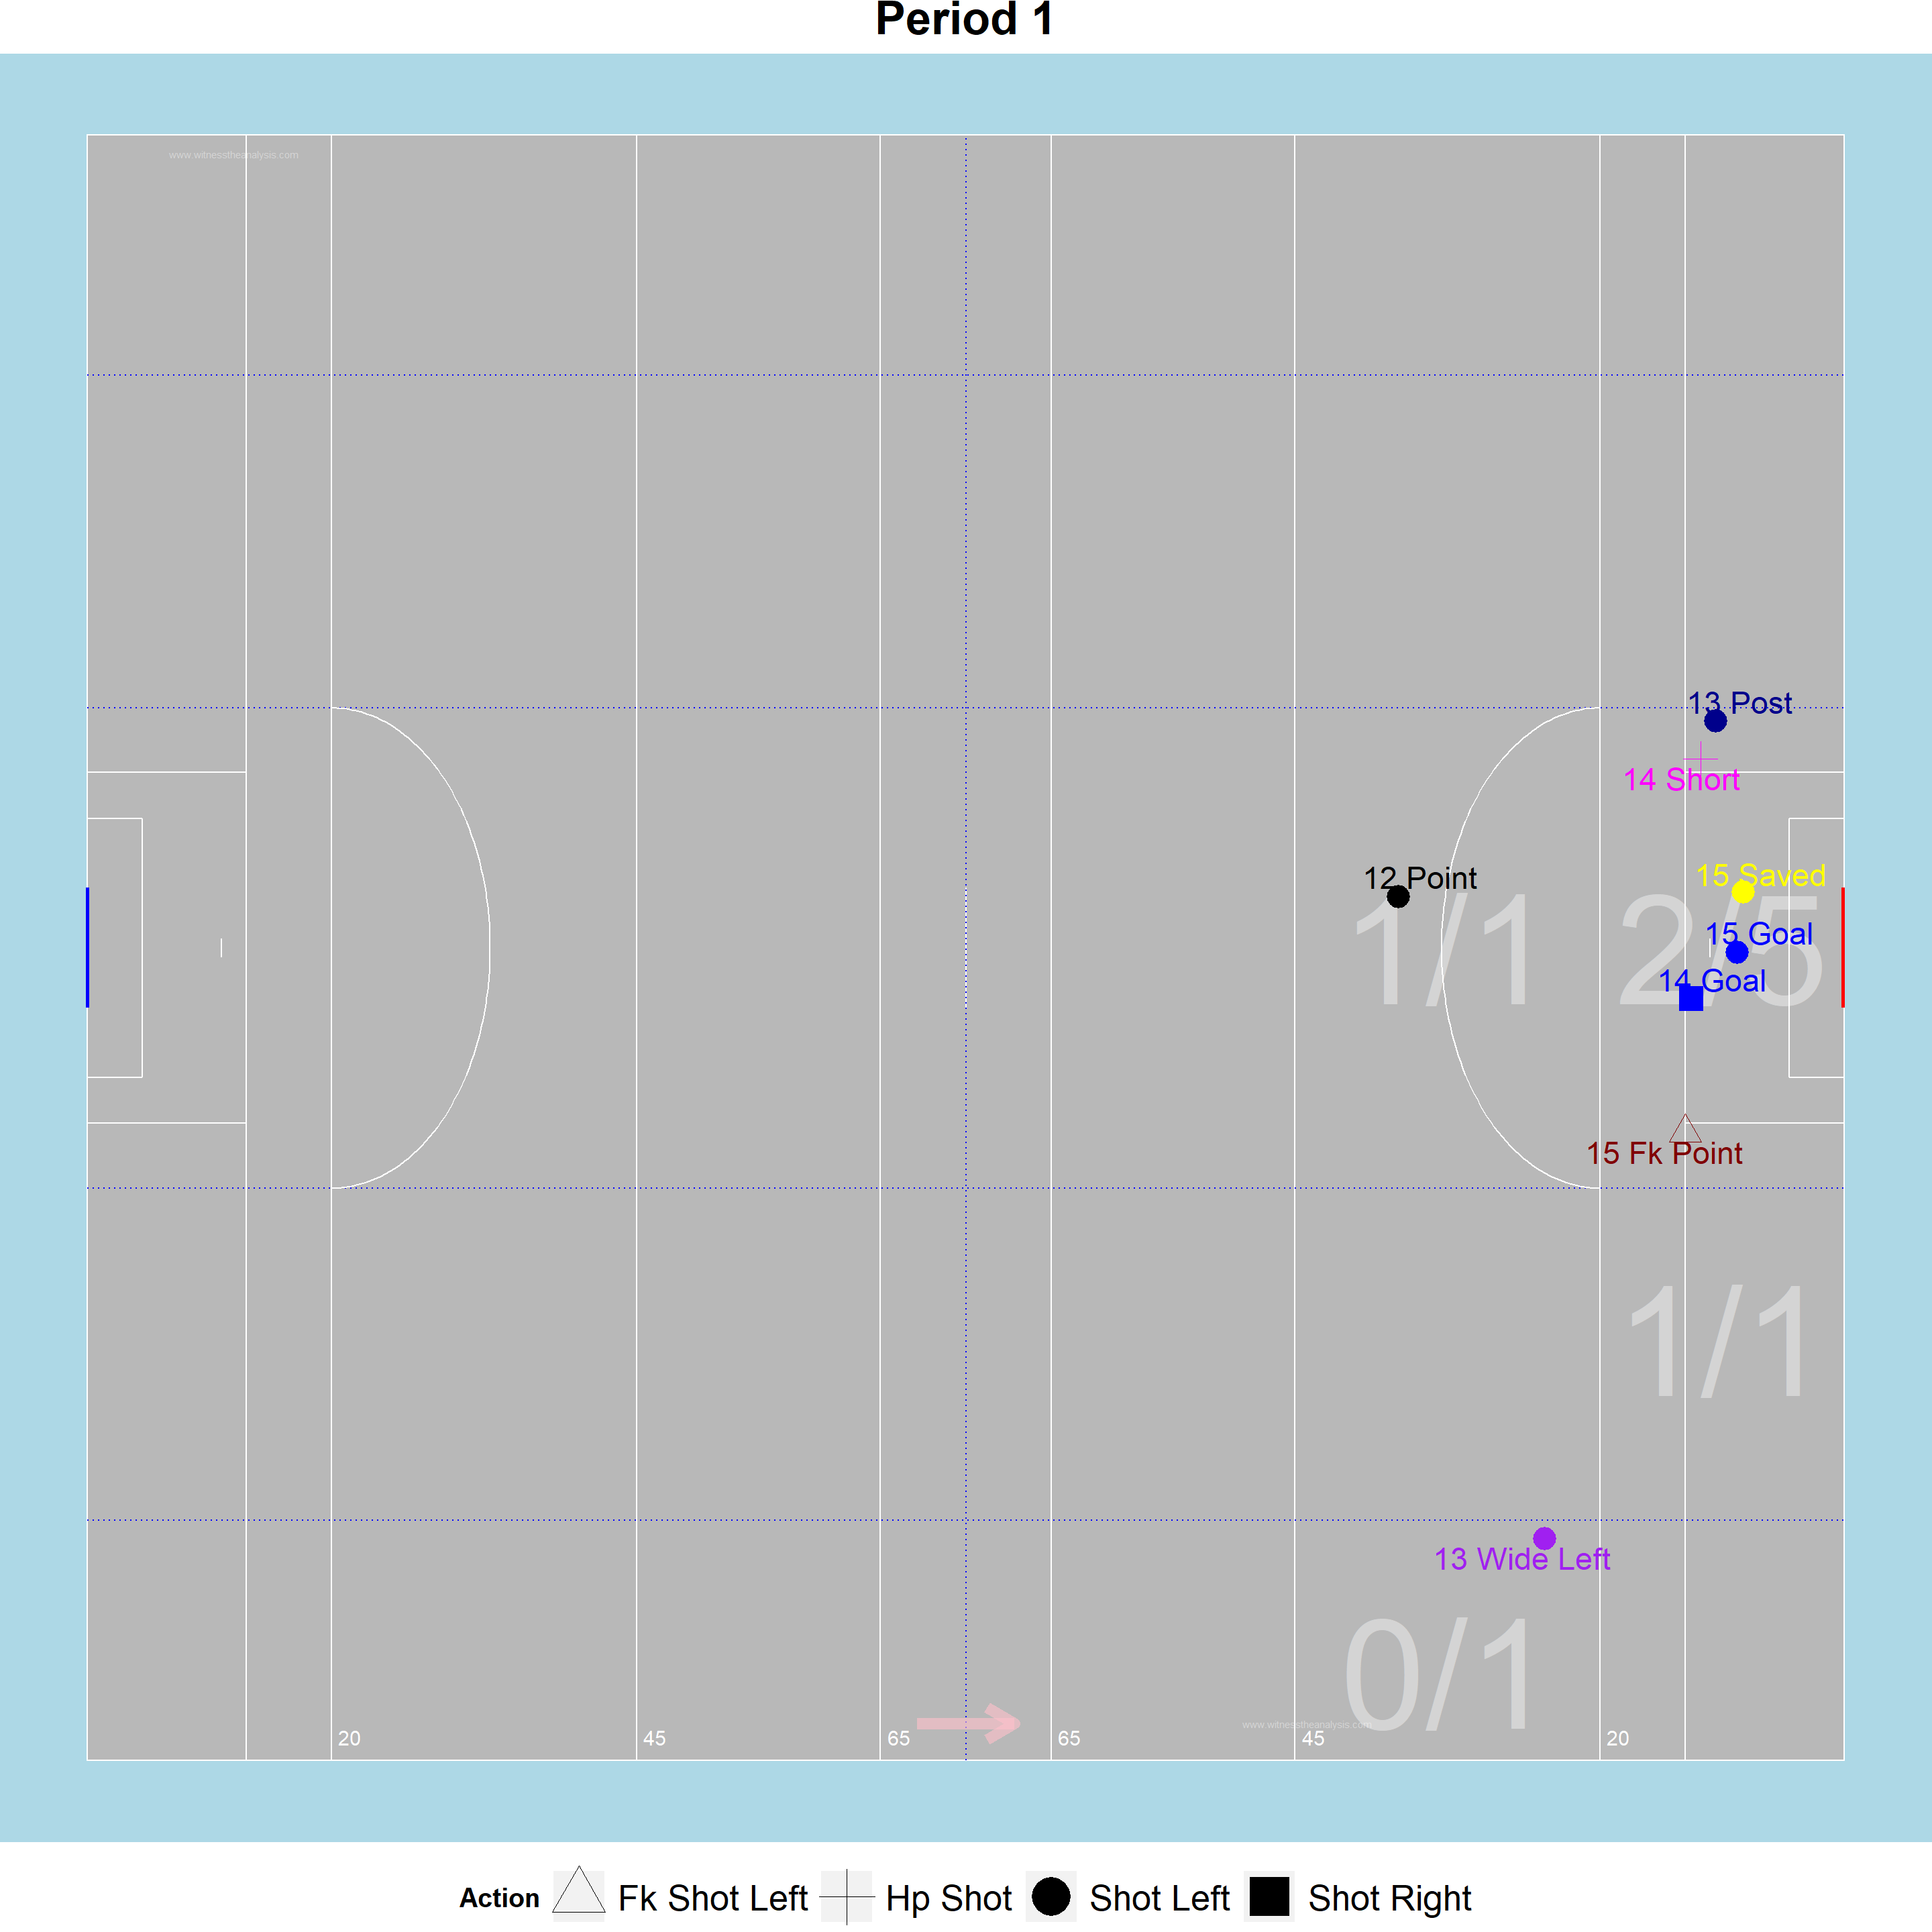 Period 1
www.witnesstheanalysis.com
13 Post
14 Short
15 Saved
12 Point
1/1
2/5
15 Goal
14 Goal
15 Fk Point
1/1
13 Wide Left
0/1
www.witnesstheanalysis.com
20
45
65
65
45
20
Action Fk Shot Left Hp Shot Shot Left Shot Right